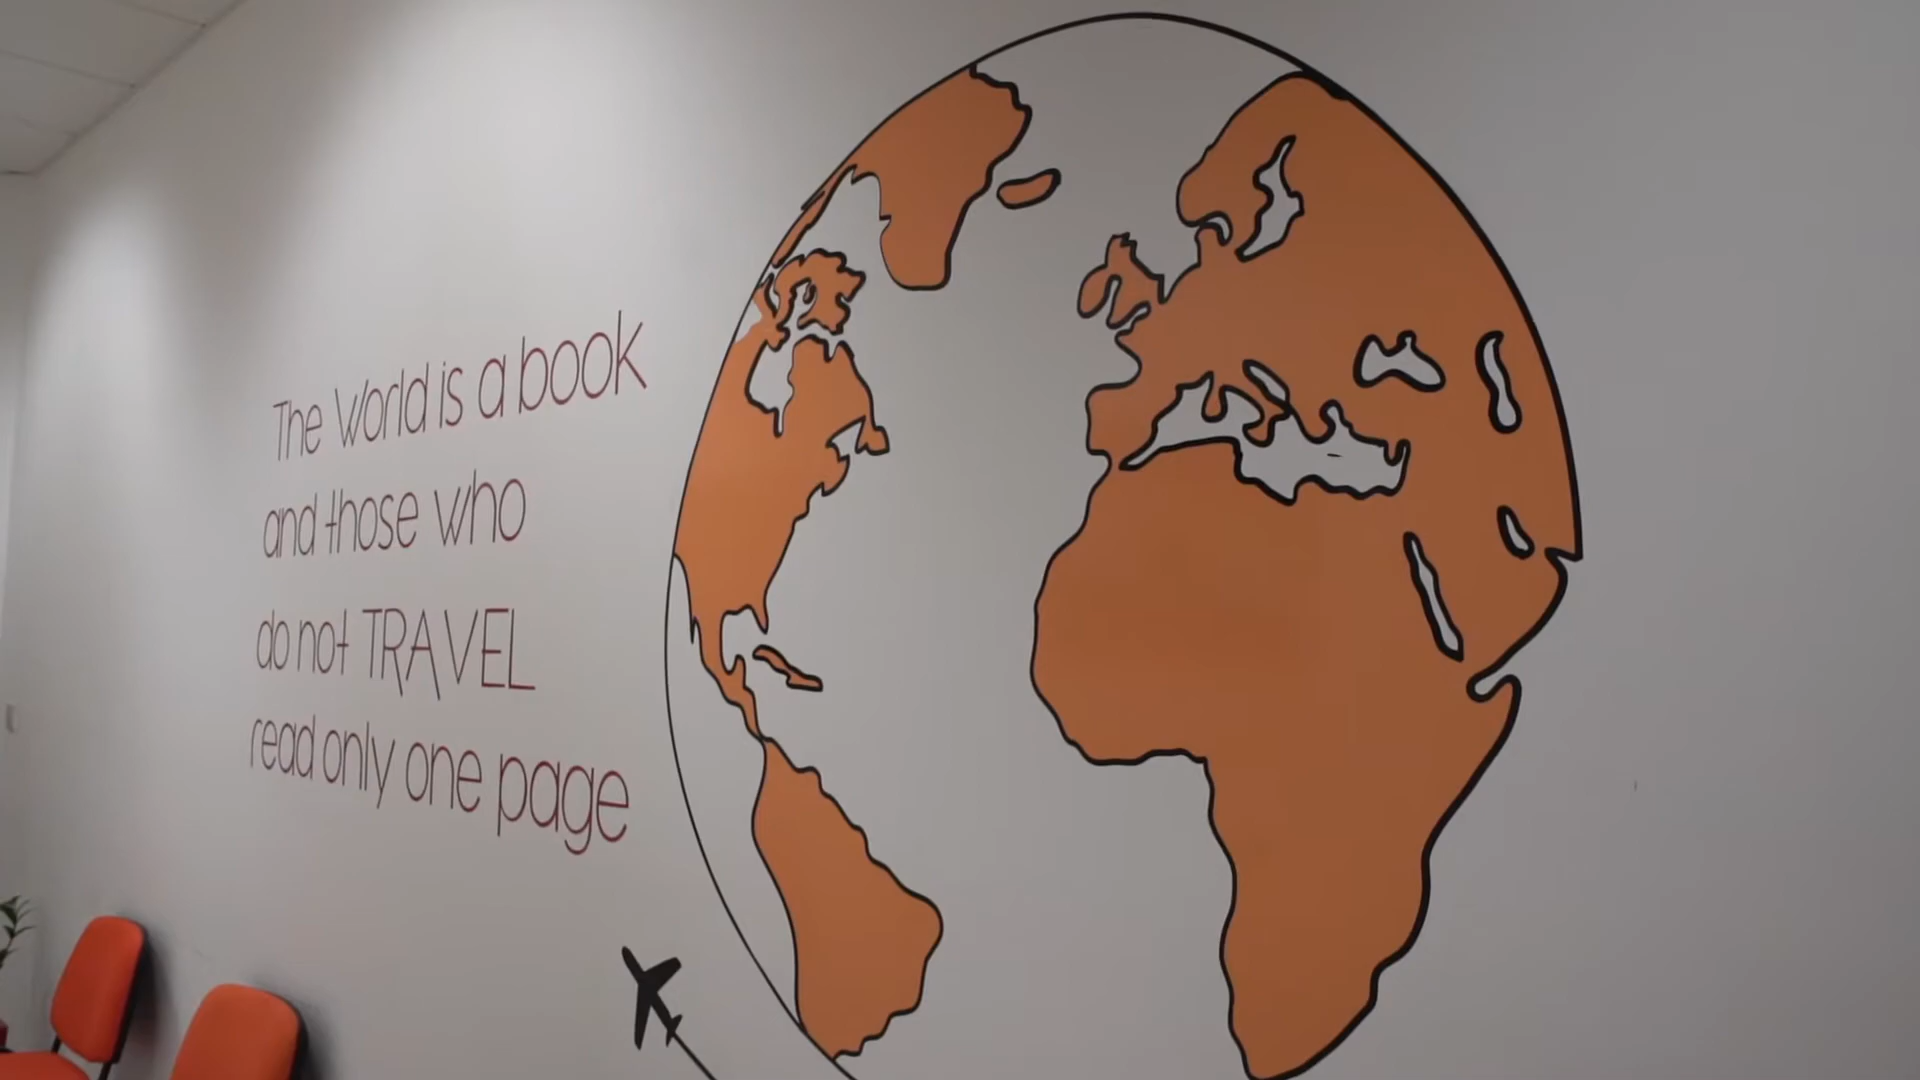 The World is a book
and those who
do not TRAVEL
read only one page